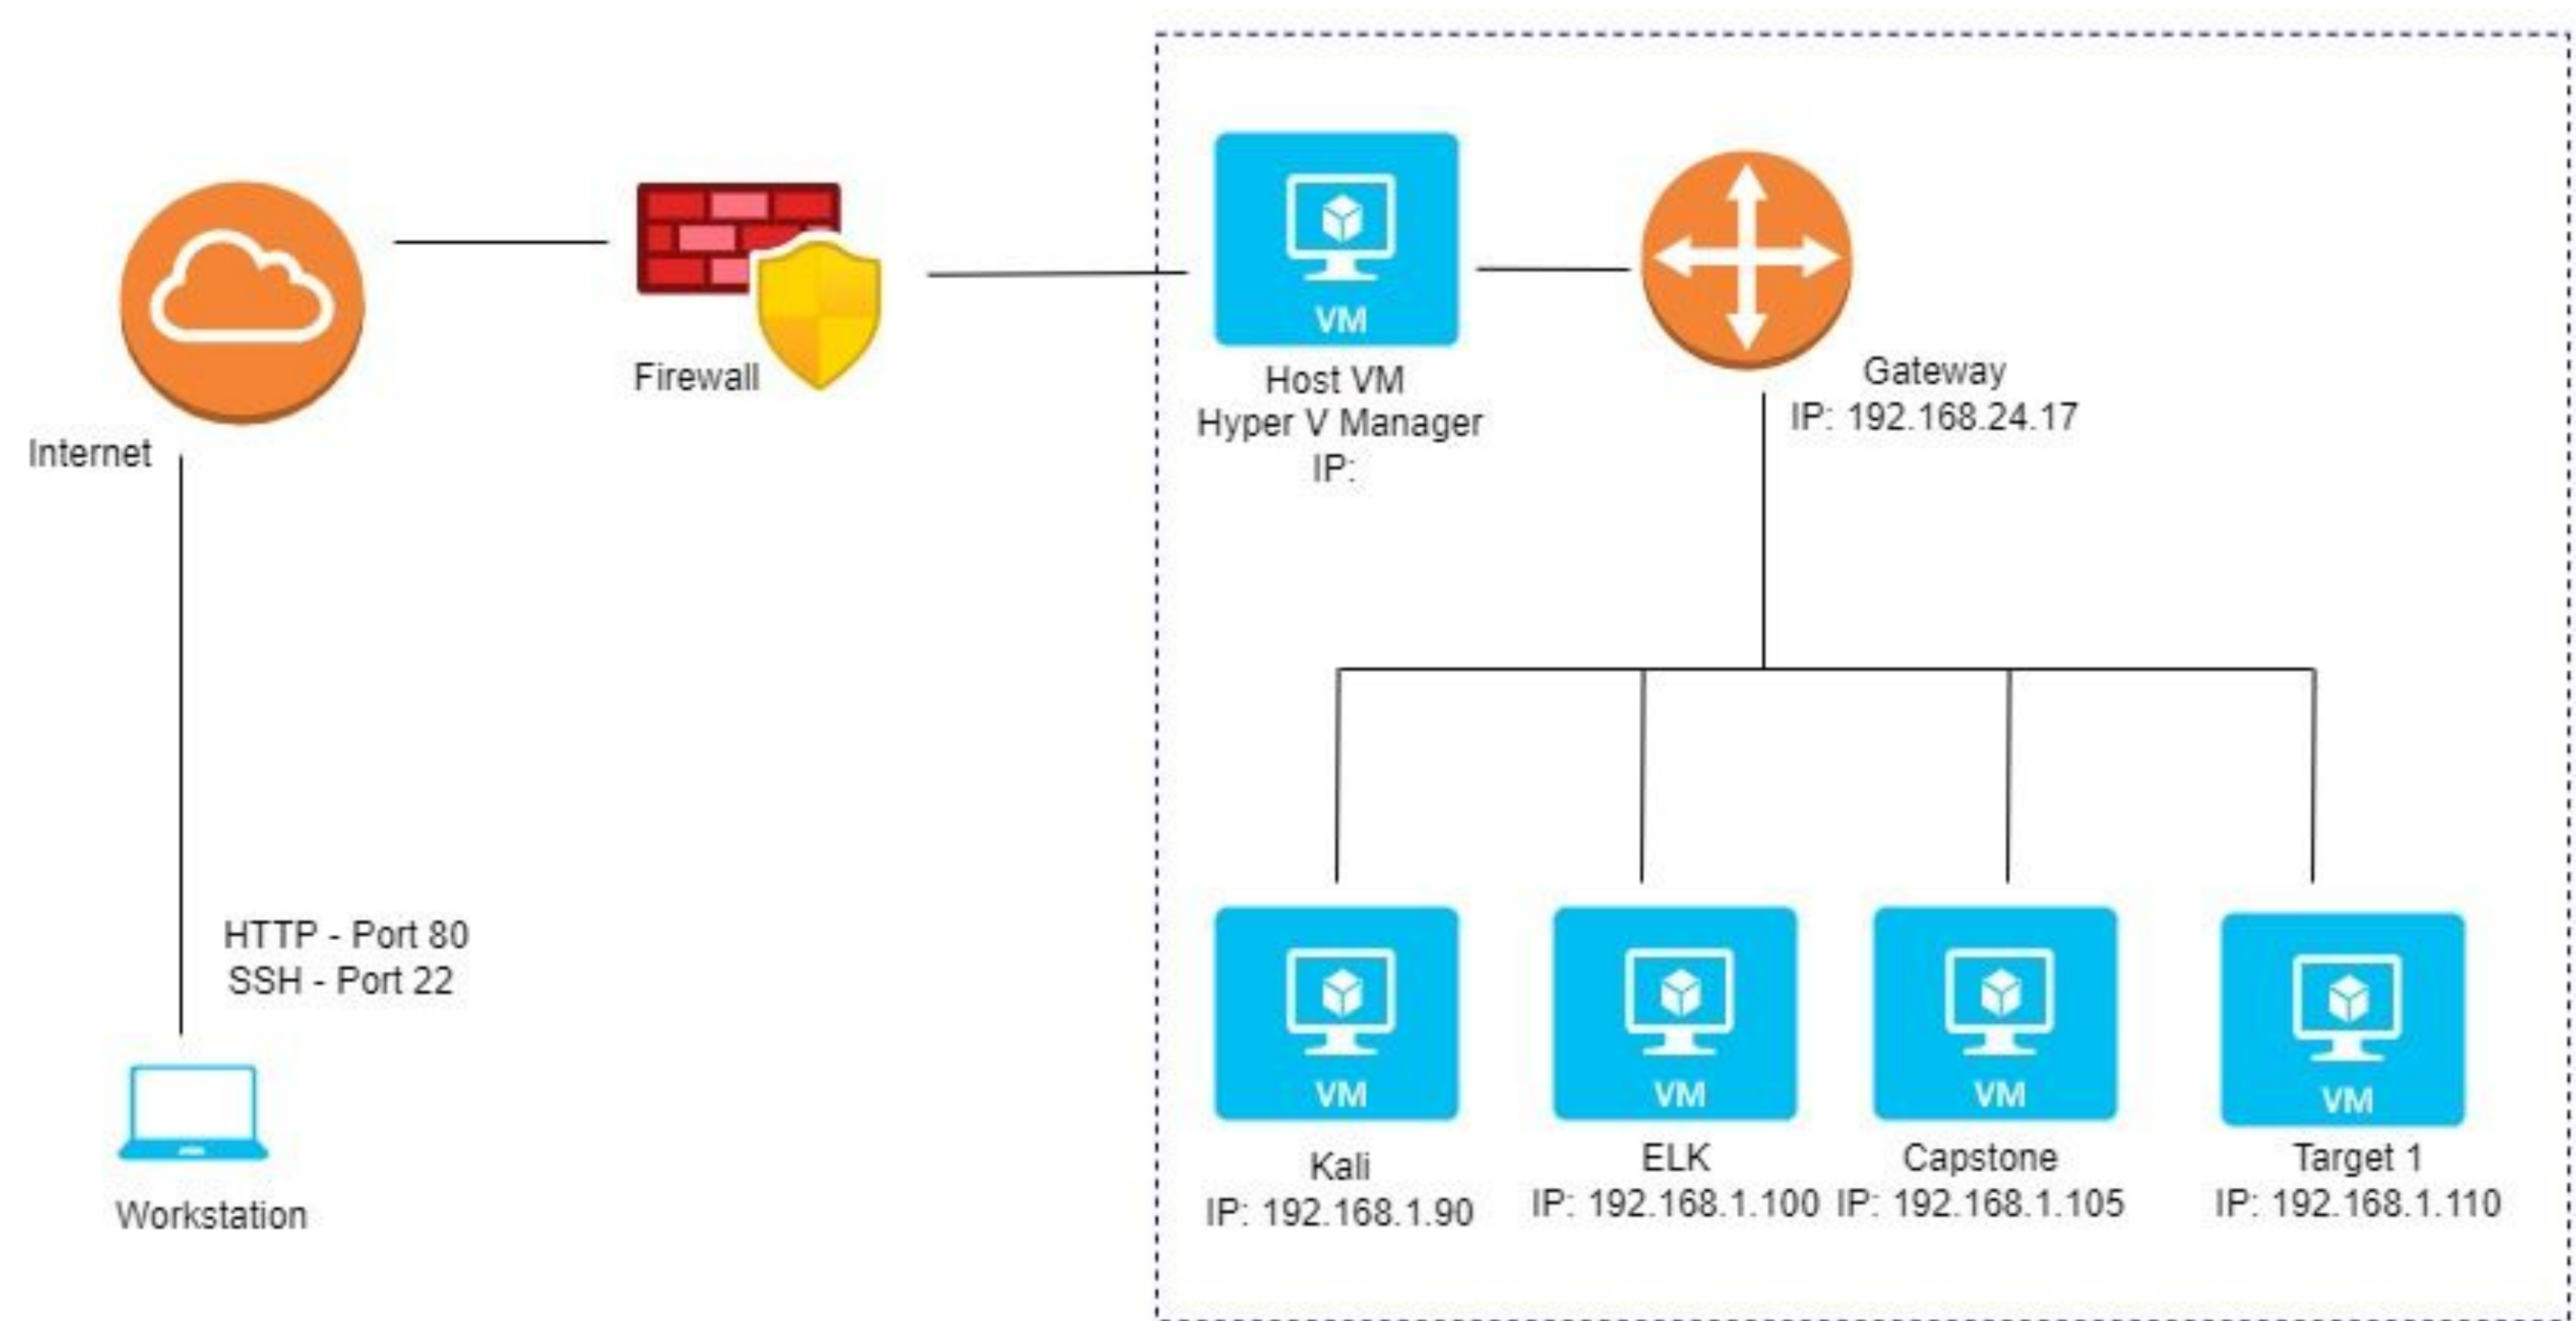 Internet
Firewall
VM
Host VM
Hyper V Manager
IP:
Gateway
IP: 192.168.24.17
HTTP - Port 80
SSH - Port 22
Workstation
VM
Kali
IP: 192.168.1.90
VM
ELK
IP: 192.168.1.100
VM
Capstone
IP: 192.168.1.105
VM
Target 1
IP: 192.168.1.110